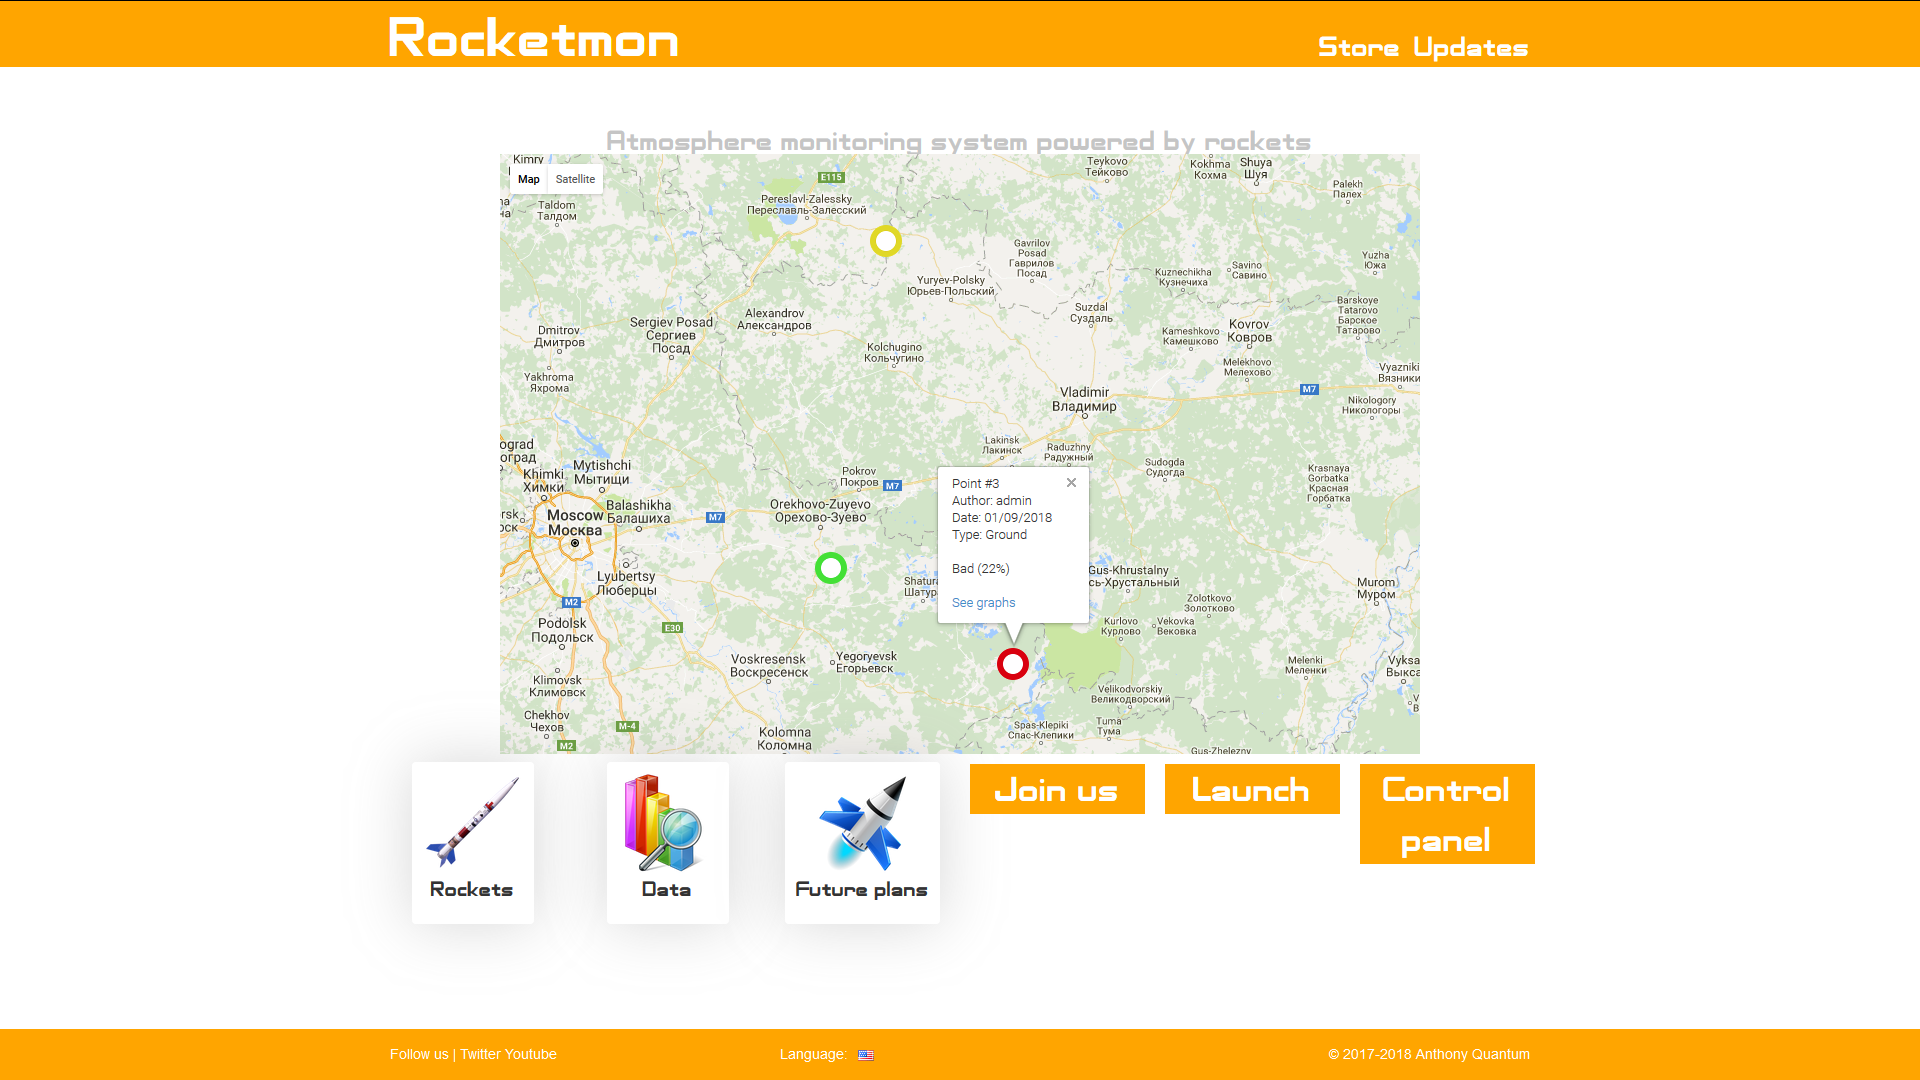 Rocketmon
Store Updates
Atmosphere monitoring system powered by rockets
Map
Satellite
Kimry
Taldom
Талдом
E115
Pereslavl-Zalessky
Переславль-Залесский
Teykovo
Тейково
Kokhma
Кохма
Shuya
Шуя
Palekh
Палех
Gavrilov
Posad
Гаврилов
Посад
Yuryev-Polsky
Юрьев-Польский
Kuznechikha
Кузнечиха
Savino
Савино
Yuzha
Южа
Barskoye
Tatarovo
Барское
Татарово
Suzdal
Суздаль
Dmitrov
Дмитров
Sergiev Posad
Сергиев
Посад
Alexandrov
Александров
Kolchugino
Кольчугино
Kameshkovo
Камешково
Kovrov
Ковров
Melekhovo
Мелехово
Yakhroma
Яхрома
Vyazniki
Вязники
M7
Vladimir
Владимир
Nikologory
Никологоры
Lakinsk
Лакинск
Raduzhny
Радужный
Sudogda
Судогда
Krasnaya
Gorbatka
Красная
Горбатка
ograd
оград
Khimki
Химки
Mytishchi
Мытищи
Balashikha
Балашиха
Moscow
Москва
rsk
рск
Pokrov
Покров
M7
Orekhovo-Zuyevo
Орехово-Зуево
M7
Point #3
Author: admin
Date: 01/09/2018
Type: Ground
Bad (22%)
See graphs
Lyubertsy
Люберцы
M2
Shatura
Шатур
Gus-Khrustalny
сь-Хрустальный
Murom
Муром
Zolotkovo
Золотково
Podolsk
Подольск
E30
Kurlovo
Курлово
Vekovka
Вековка
Voskresensk
Воскресенск
Yegoryevsk
Егорьевск
Melenki
Меленки
Vyksa
Выкса
Klimovsk
Климовск
Velikodvorskiy
Великодворский
Chekhov
Чехов
M-4
M2
Kolomna
Коломна
Spas-Klepiki
Спас-Клепики
Tuma
Тума
Gus-Zhelezny
Rockets
Data
Future plans
Join us
Launch
Control
panel
Follow us | Twitter Youtube
Language:
© 2017-2018 Anthony Quantum